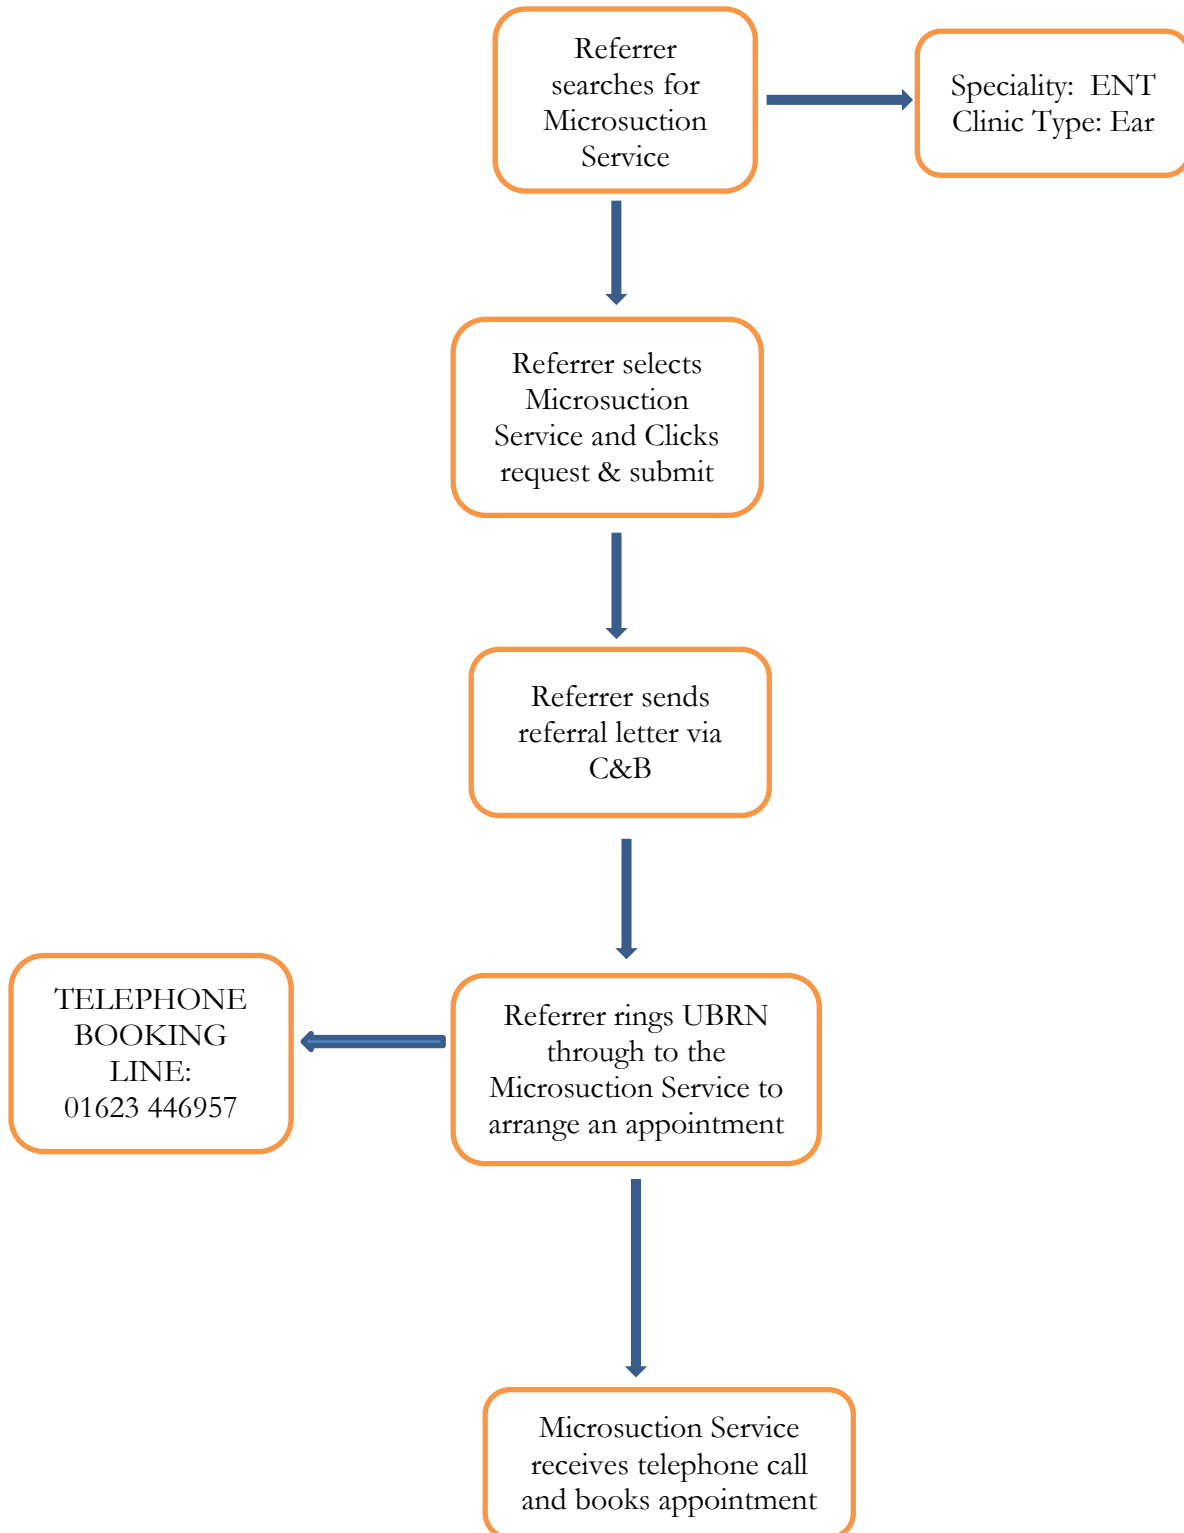 Referrer
searches for
Microsuction
Service
Speciality:  ENT
Clinic Type: Ear
Referrer selects
Microsuction
Service and Clicks
request & submit
Referrer sends
referral letter via
C&B
TELEPHONE
BOOKING
LINE:
01623 446957
Referrer rings UBRN
through to the
Microsuction Service to
arrange an appointment
Microsuction Service
receives telephone call
and books appointment